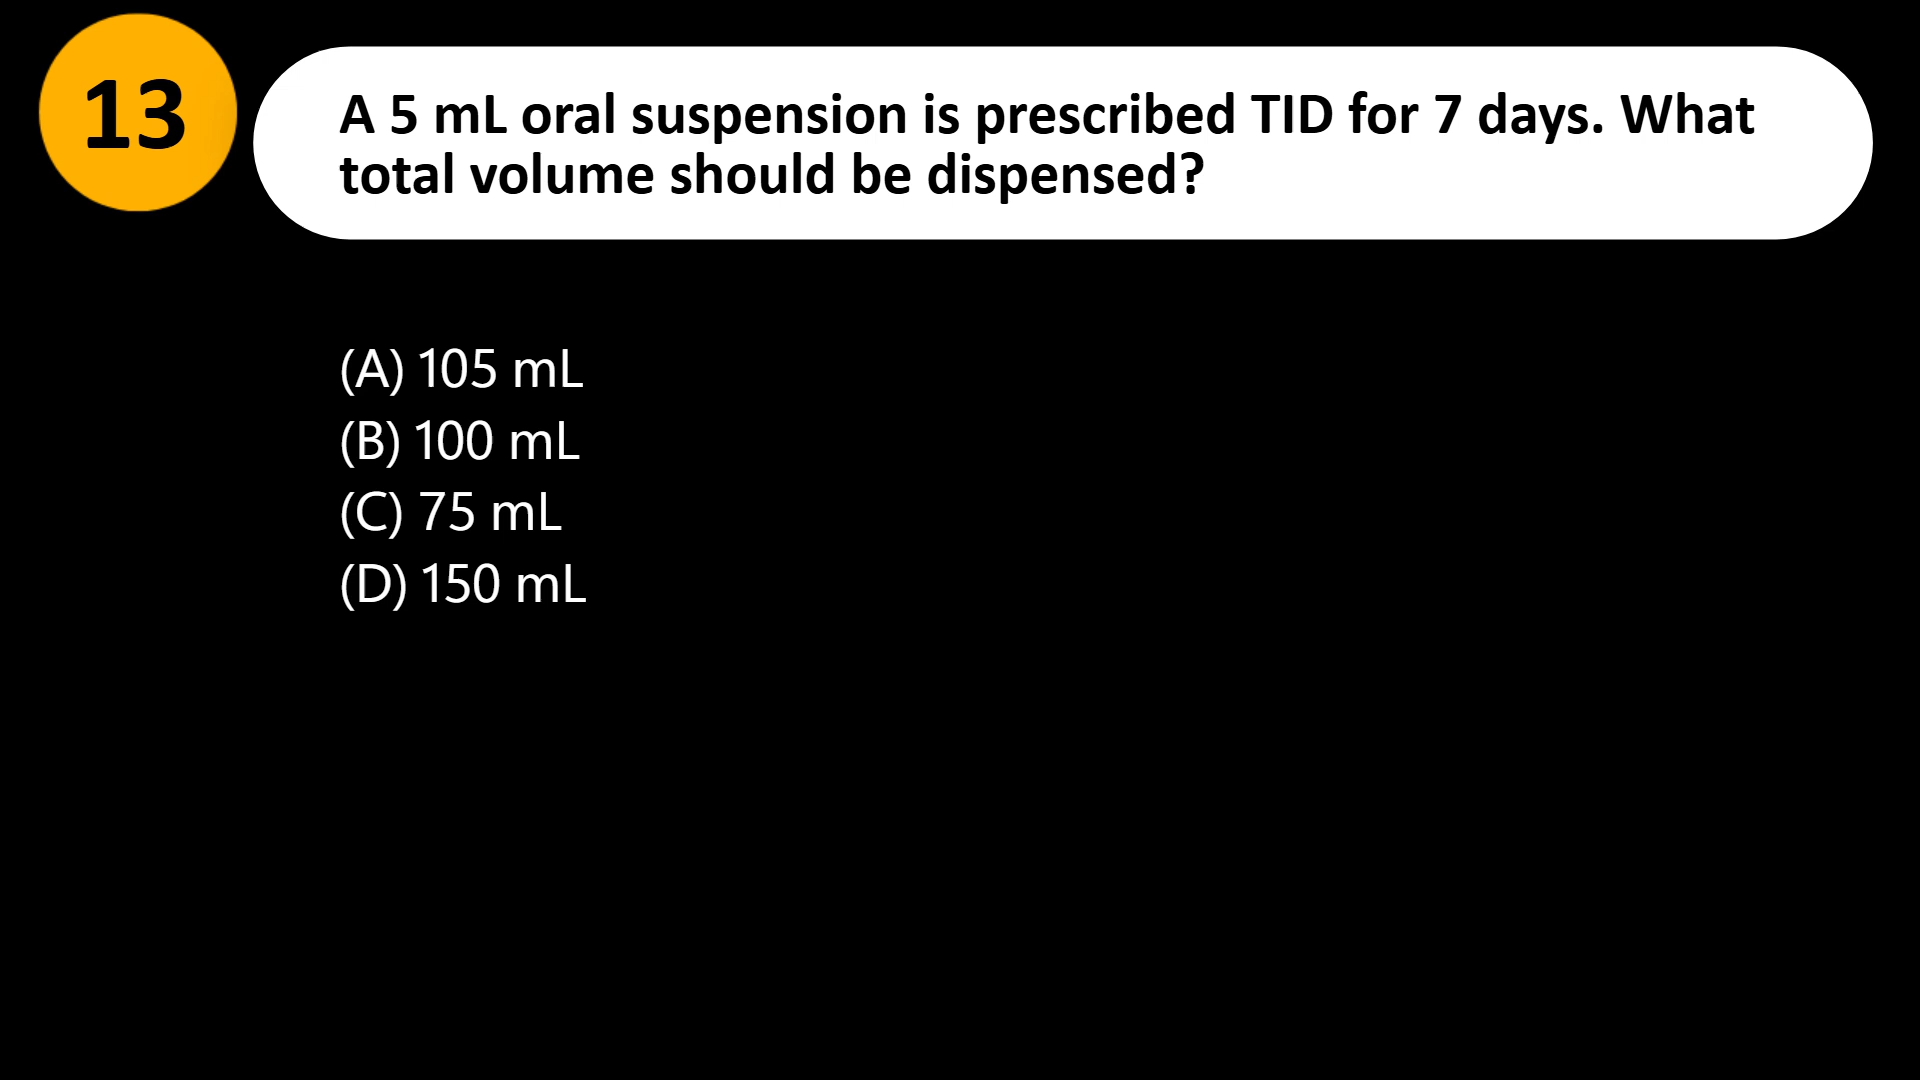 13
A 5 mL oral suspension is prescribed TID for 7 days. What
total volume should be dispensed?
(A) 105 mL
(B) 100 mL
(C) 75 mL
(D) 150 mL